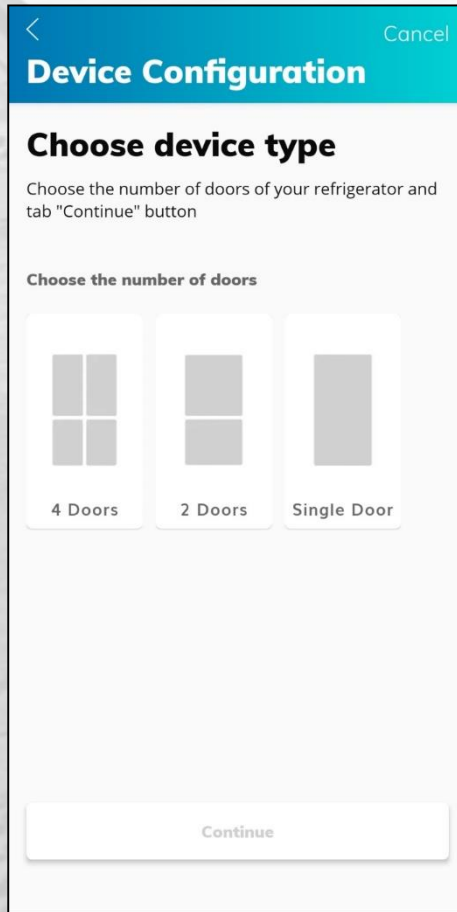 Cancel
Device Configuration
Choose device type
Choose the number of doors of your refrigerator and
tab "Continue" button
Choose the number of doors
4 Doors
2 Doors
Single Door
Continue